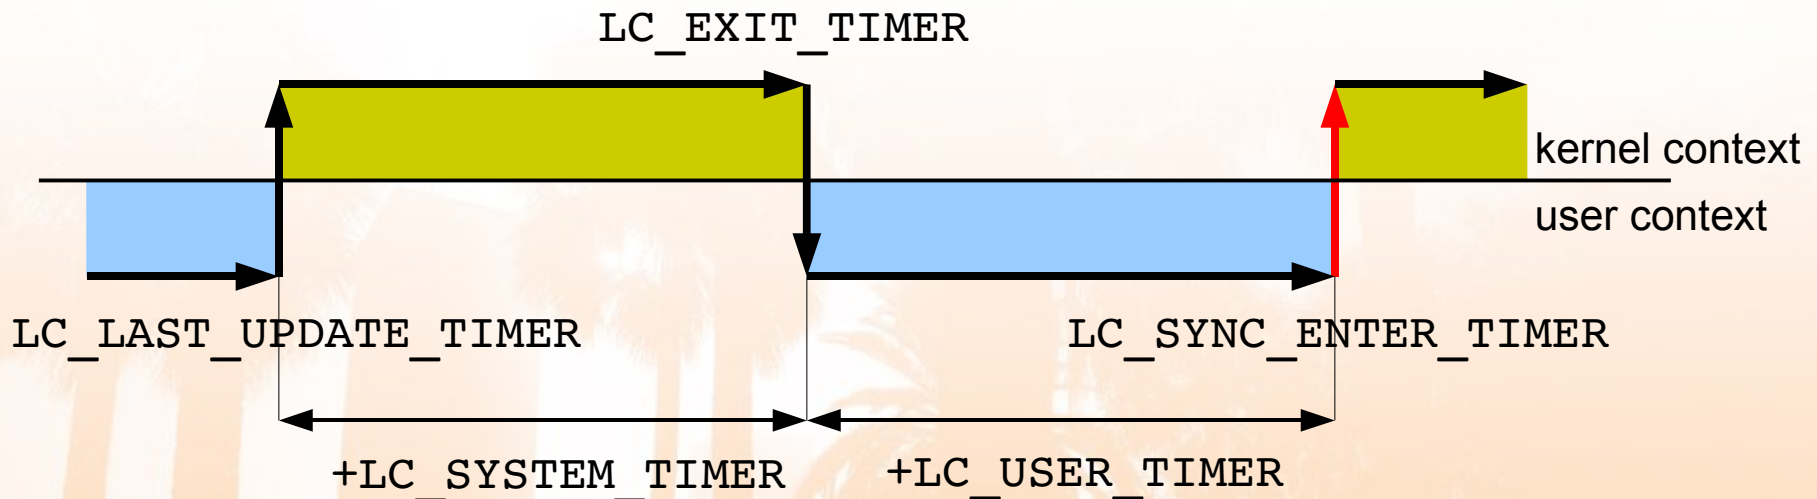 LC_EXIT_TIMER
kernel context
user context
LC_LAST_UPDATE_TIMER
LC_SYNC_ENTER_TIMER
+LC_SYSTEM_TIMER
+LC_USER_TIMER